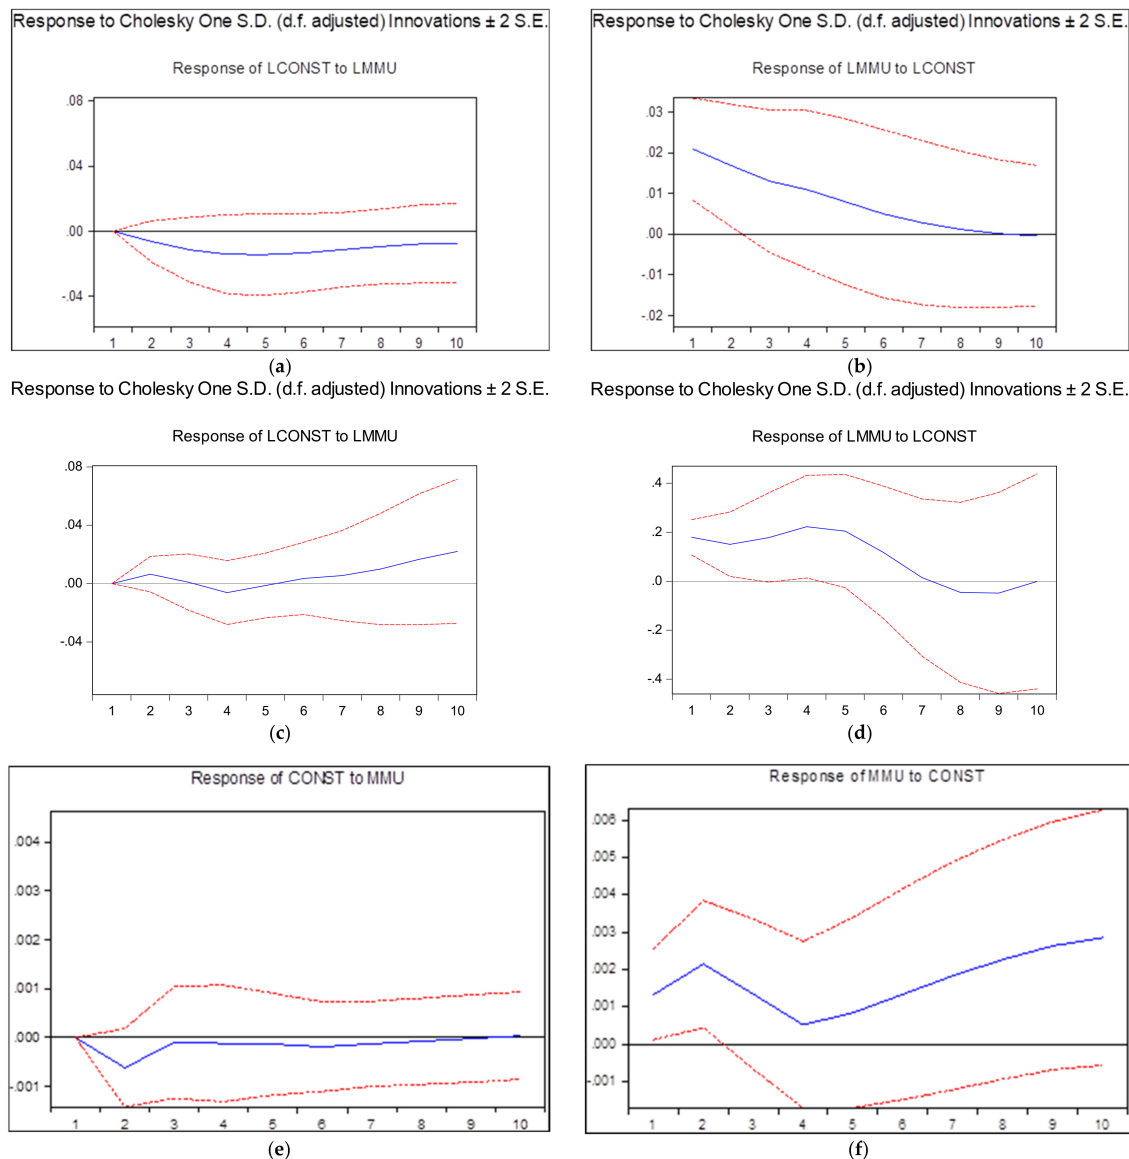 Response to Cholesky One S.D. (d.f. adjusted) Innovations ± 2 S.E.
Response of LCONST to LMMU
.08
.04
.00
-.04
1 2 3 4 5 6 7 8 9 10
(a)
Response to Cholesky One S.D. (d.f. adjusted) Innovations ± 2 S.E.
Response of LMMU to LCONST
.03
.02
.01
.00
-.01
-.02
1 2 3 4 5 6 7 8 9 10
(b)
Response to Cholesky One S.D. (d.f. adjusted) Innovations ± 2 S.E.
Response of LCONST to LMMU
.08
.04
.00
-.04
1 2 3 4 5 6 7 8 9 10
(c)
Response to Cholesky One S.D. (d.f. adjusted) Innovations ± 2 S.E.
Response of LMMU to LCONST
.4
.2
.0
-.2
-.4
1 2 3 4 5 6 7 8 9 10
(d)
Response of CONST to MMU
.004
.003
.002
.001
.000
-.001
1 2 3 4 5 6 7 8 9 10
(e)
Response of MMU to CONST
.006
.005
.004
.003
.002
.001
.000
-.001
1 2 3 4 5 6 7 8 9 10
(f)